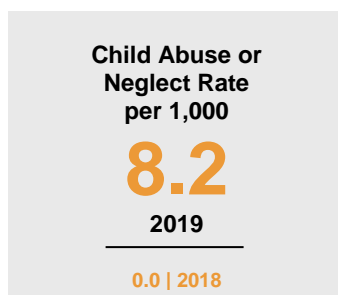 Child Abuse or
Neglect Rate
per 1,000
8.2
2019
0.0 | 2018